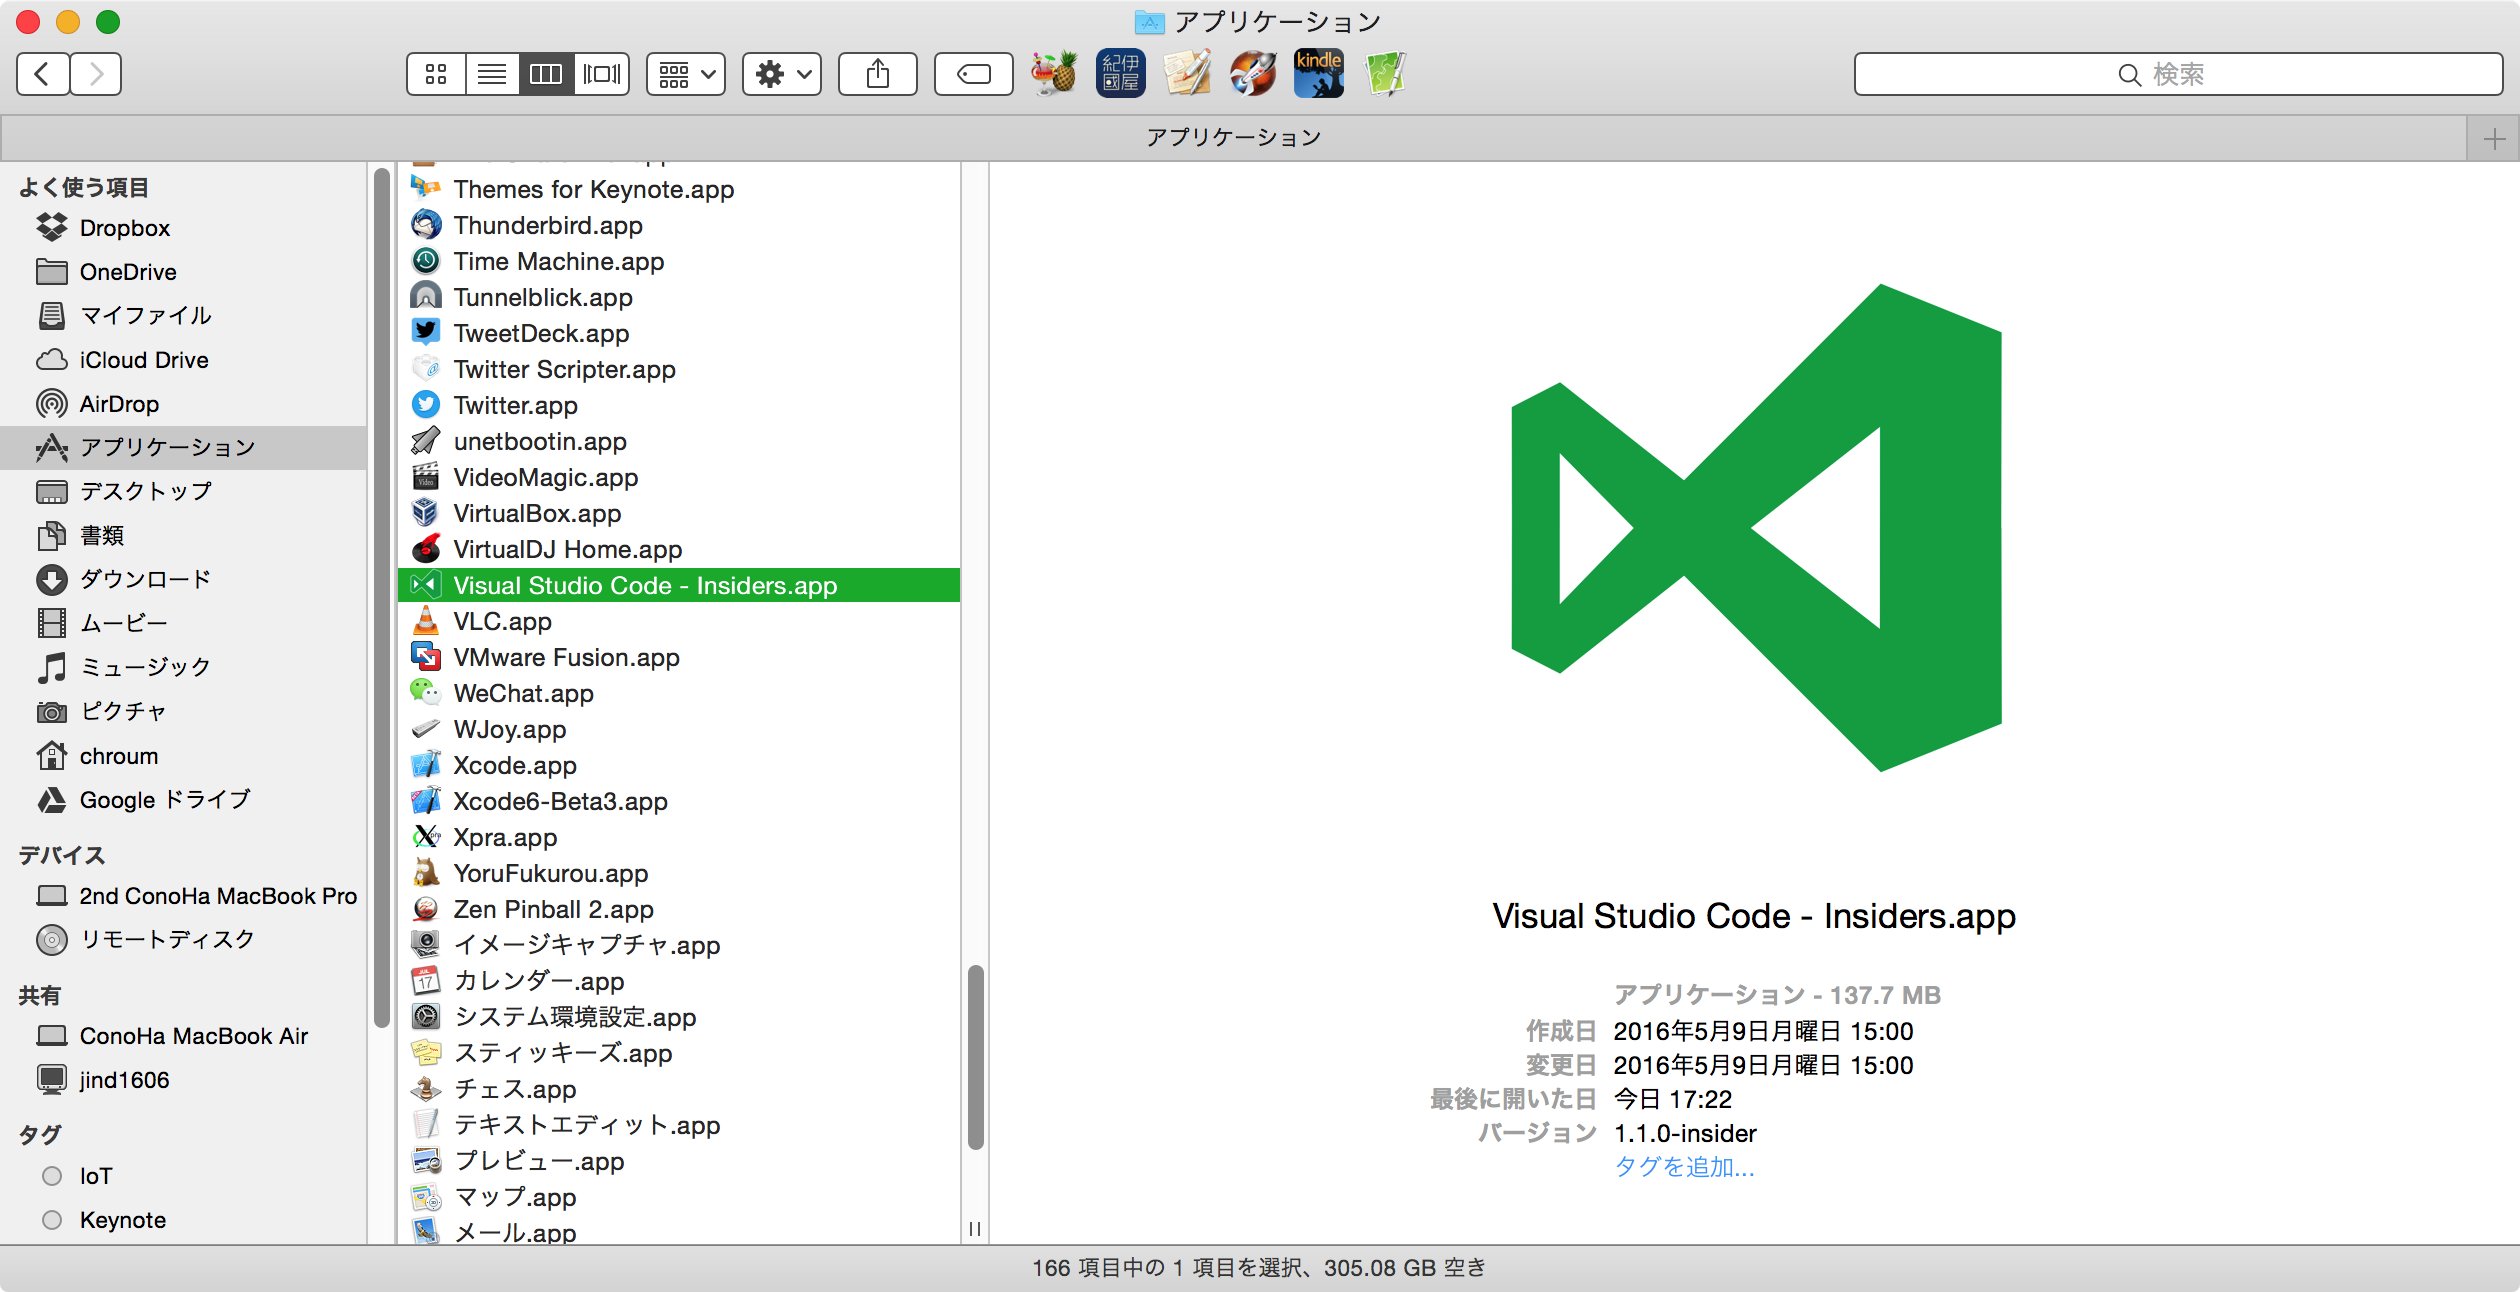 アプリケーション
紀伊
國屋
kindle
検索
アプリケーション
よく使う項目
Dropbox
OneDrive
マイファイル
iCloud Drive
AirDrop
アプリケーション
デスクトップ
書類
ダウンロード
ムービー
ミュージック
ピクチャ
chroum
Google ドライブ
デバイス
2nd ConoHa MacBook Pro
リモートディスク
共有
ConoHa MacBook Air
jind1606
タグ
IoT
Keynote
Themes for Keynote.app
Thunderbird.app
Time Machine.app
Tunnelblick.app
TweetDeck.app
Twitter Scripter.app
Twitter.app
unetbootin.app
VideoMagic.app
VirtualBox.app
VirtualDJ Home.app
Visual Studio Code - Insiders.app
VLC.app
VMware Fusion.app
WeChat.app
WJoy.app
Xcode.app
Xcode6-Beta3.app
Xpra.app
YoruFukurou.app
Zen Pinball 2.app
イメージキャプチャ.app
カレンダー.app
システム環境設定.app
スティッキーズ.app
チェス.app
テキストエディット.app
プレビュー.app
マップ.app
メール.app
Visual Studio Code - Insiders.app
アプリケーション - 137.7 MB
作成日 2016年5月9日月曜日 15:00
変更日 2016年5月9日月曜日 15:00
最後に開いた日 今日 17:22
バージョン 1.1.0-insider
タグを追加...
166 項目中の 1 項目を選択、305.08 GB 空き